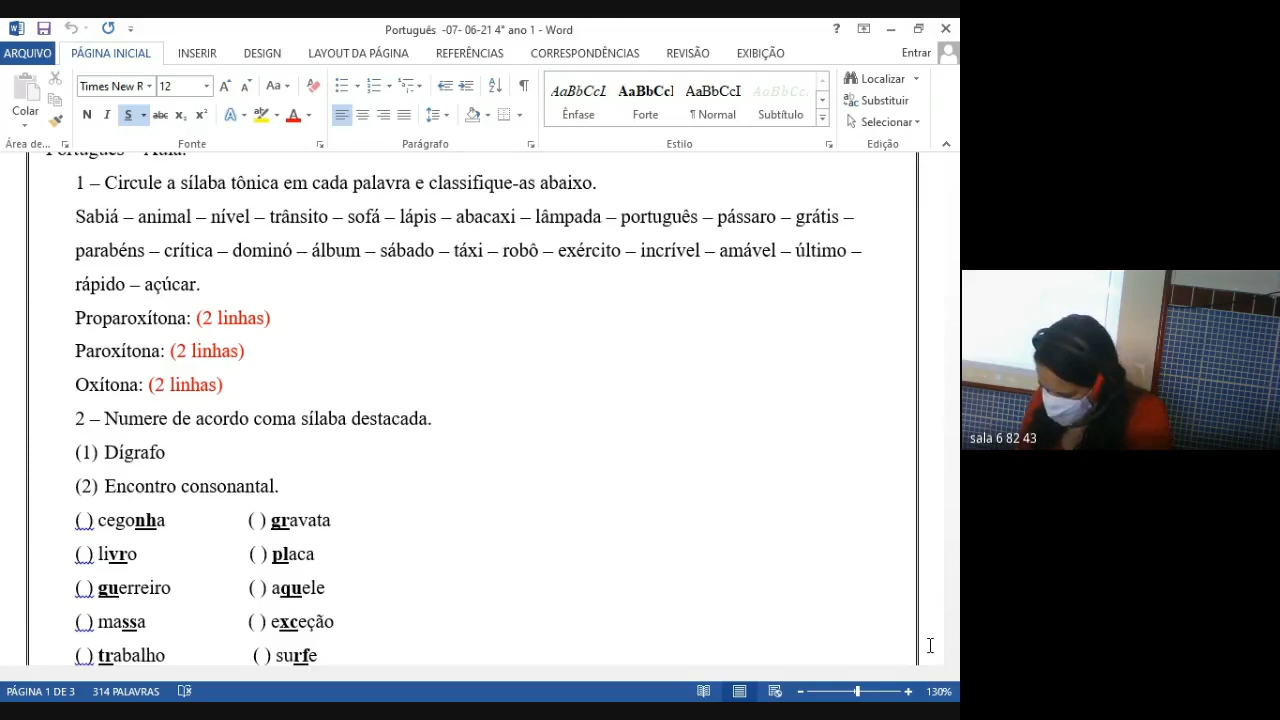 Português -07- 06-21 4° ano 1 - Word
ARQUIVO PÁGINA INICIAL INSERIR DESIGN LAYOUT DA PÁGINA REFERÊNCIAS CORRESPONDÊNCIAS REVISÃO EXIBIÇÃO Entrar
Times New R 12
Colar
N I S abc x₂ x²
AaBbCcI AaBbCcI AaBbCcI AaBbCc.
Ênfase Forte ¶ Normal Subtítulo
Localizar
Substituir
Selecionar
Área de... Fonte Parágrafo Estilo Edição
Português – Aula.
1 – Circule a sílaba tônica em cada palavra e classifique-as abaixo.
Sabiá – animal – nível – trânsito – sofá – lápis – abacaxi – lâmpada – português – pássaro – grátis –
parabéns – crítica – dominó – álbum – sábado – táxi – robô – exército – incrível – amável – último –
rápido – açúcar.
Proparoxítona: (2 linhas)
Paroxítona: (2 linhas)
Oxítona: (2 linhas)
2 – Numere de acordo coma sílaba destacada.
(1) Dígrafo
(2) Encontro consonantal.
( ) cegonha ( ) gravata
( ) livro ( ) placa
( ) guerreiro ( ) aquele
( ) massa ( ) exceção
( ) trabalho ( ) surfe
PÁGINA 1 DE 3 314 PALAVRAS 130%
sala 6 82 43